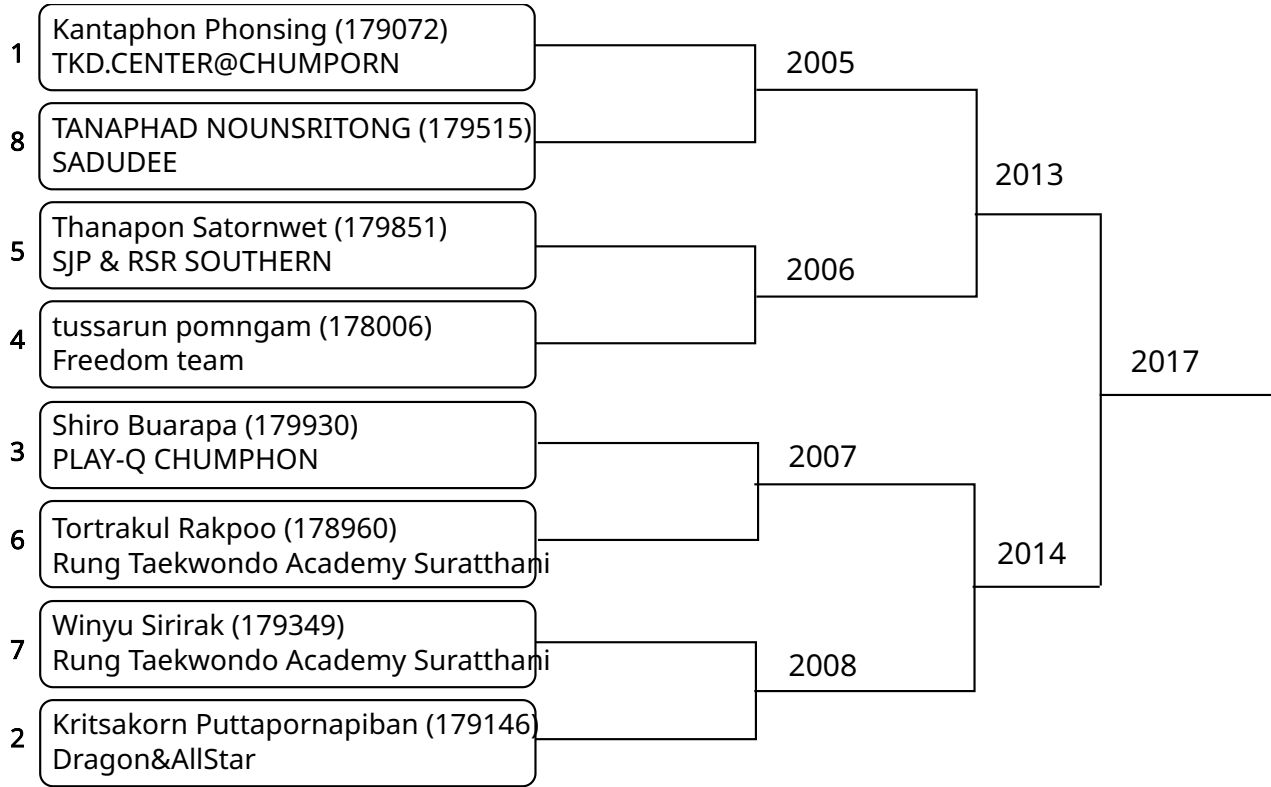 1
Kantaphon Phonsing (179072)
TKD.CENTER@CHUMPORN
8
TANAPHAD NOUNSRITONG (179515)
SADUDEE
5
Thanapon Satornwet (179851)
SJP & RSR SOUTHERN
4
tussarun pomngam (178006)
Freedom team
3
Shiro Buarapa (179930)
PLAY-Q CHUMPHON
6
Tortrakul Rakpoo (178960)
Rung Taekwondo Academy Suratthani
7
Winyu Sirirak (179349)
Rung Taekwondo Academy Suratthani
2
Kritsakorn Puttapornapiban (179146)
Dragon&AllStar
2005
2006
2007
2008
2013
2014
2017